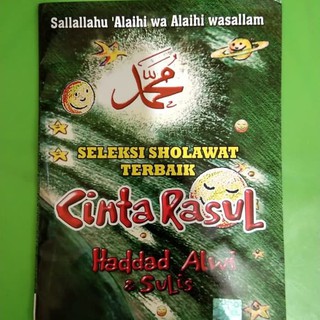 Sallallahu 'Alaihi wa Alaihi wasallam
محمد
SELEKSI SHOLAWAT
TERBAIK
Cinta Rasul
Haddad Alwi
& SuLis